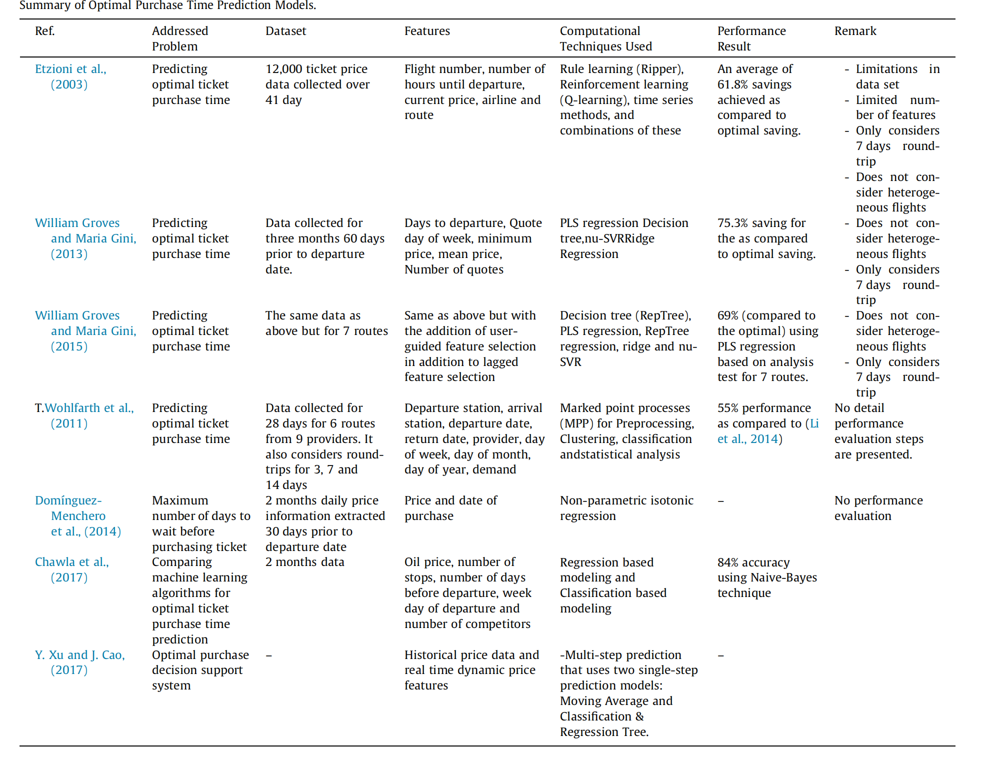 Summary of Optimal Purchase Time Prediction Models.
Ref.
Addressed
Problem
Dataset
Features
Computational
Techniques Used
Performance
Result
Remark
Etzioni et al.,
(2003)
Predicting
optimal ticket
purchase time
12,000 ticket price
data collected over
41 day
Flight number, number of
hours until departure,
current price, airline and
route
Rule learning (Ripper),
Reinforcement learning
(Q-learning), time series
methods, and
combinations of these
An average of
61.8% savings
achieved as
compared to
optimal saving.
- Limitations in
data set
- Limited num-
ber of features
- Only considers
7 days round-
trip
- Does not con-
sider heteroge-
neous flights
William Groves
and Maria Gini,
(2013)
Predicting
optimal ticket
purchase time
Data collected for
three months 60 days
prior to departure
date.
Days to departure, Quote
day of week, minimum
price, mean price,
Number of quotes
PLS regression Decision
tree,nu-SVRRidge
Regression
75.3% saving for
the as compared
to optimal saving.
- Does not con-
sider heteroge-
neous flights
- Only considers
7 days round-
trip
William Groves
and Maria Gini,
(2015)
Predicting
optimal ticket
purchase time
The same data as
above but for 7 routes
Same as above but with
the addition of user-
guided feature selection
in addition to lagged
feature selection
Decision tree (RepTree),
PLS regression, RepTree
regression, ridge and nu-
SVR
69% (compared to
the optimal) using
PLS regression
based on analysis
test for 7 routes.
- Does not con-
sider heteroge-
neous flights
- Only considers
7 days round-
trip
T.Wohlfarth et al.,
(2011)
Predicting
optimal ticket
purchase time
Data collected for
28 days for 6 routes
from 9 providers. It
also considers round-
trips for 3, 7 and
14 days
Departure station, arrival
station, departure date,
return date, provider, day
of week, day of month,
day of year, demand
Marked point processes
(MPP) for Preprocessing,
Clustering, classification
andstatistical analysis
55% performance
as compared to (Li
et al., 2014)
No detail
performance
evaluation steps
are presented.
Domínguez-
Menchero
et al., (2014)
Maximum
number of days to
wait before
purchasing ticket
2 months daily price
information extracted
30 days prior to
departure date
Price and date of
purchase
Non-parametric isotonic
regression
–
No performance
evaluation
Chawla et al.,
(2017)
Comparing
machine learning
algorithms for
optimal ticket
purchase time
prediction
2 months data
Oil price, number of
stops, number of days
before departure, week
day of departure and
number of competitors
Regression based
modeling and
Classification based
modeling
84% accuracy
using Naive-Bayes
technique
Y. Xu and J. Cao,
(2017)
Optimal purchase
decision support
system
–
Historical price data and
real time dynamic price
features
-Multi-step prediction
that uses two single-step
prediction models:
Moving Average and
Classification &
Regression Tree.
–